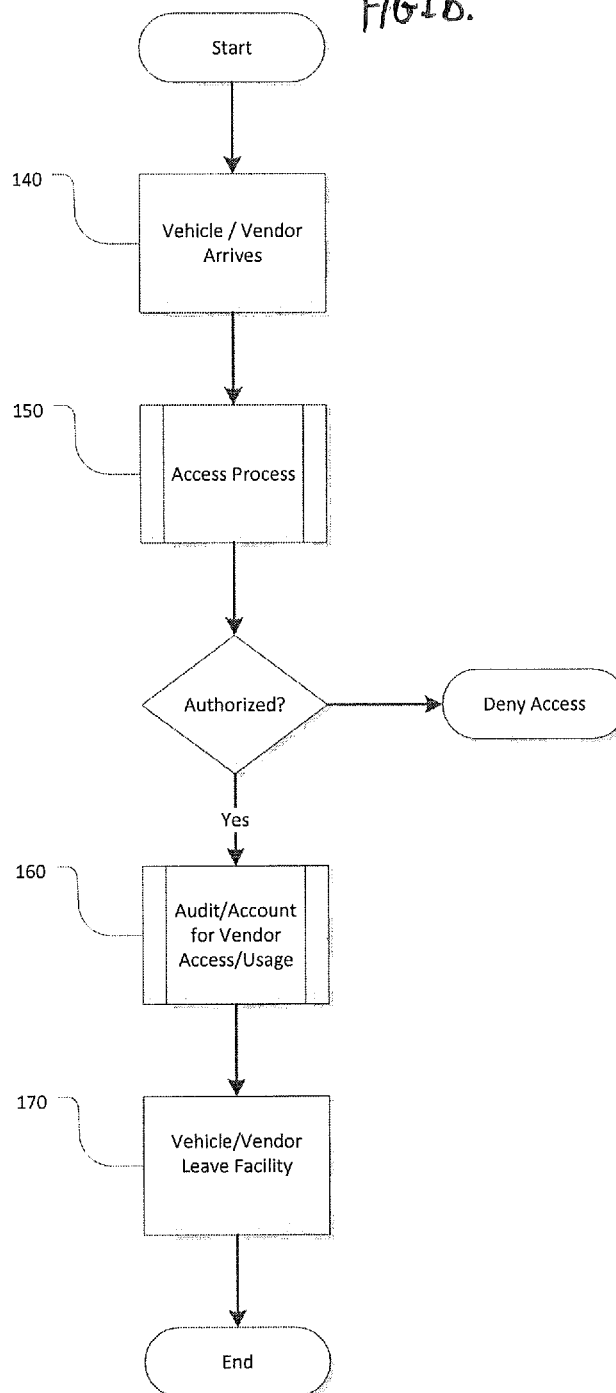 FIG1B.
Start
140
Vehicle / Vendor
Arrives
150
Access Process
Authorized?
Deny Access
Yes
160
Audit/Account
for Vendor
Access/Usage
170
Vehicle/Vendor
Leave Facility
End